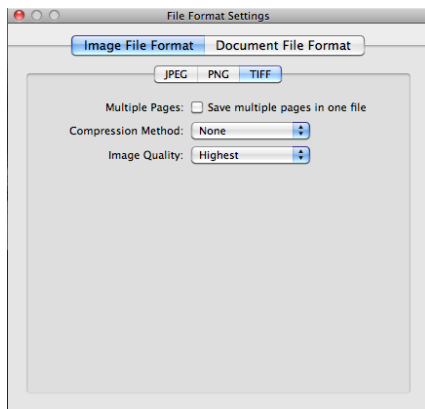 File Format Settings
Image File Format Document File Format
JPEG PNG TIFF
Multiple Pages: Save multiple pages in one file
Compression Method: None
Image Quality: Highest